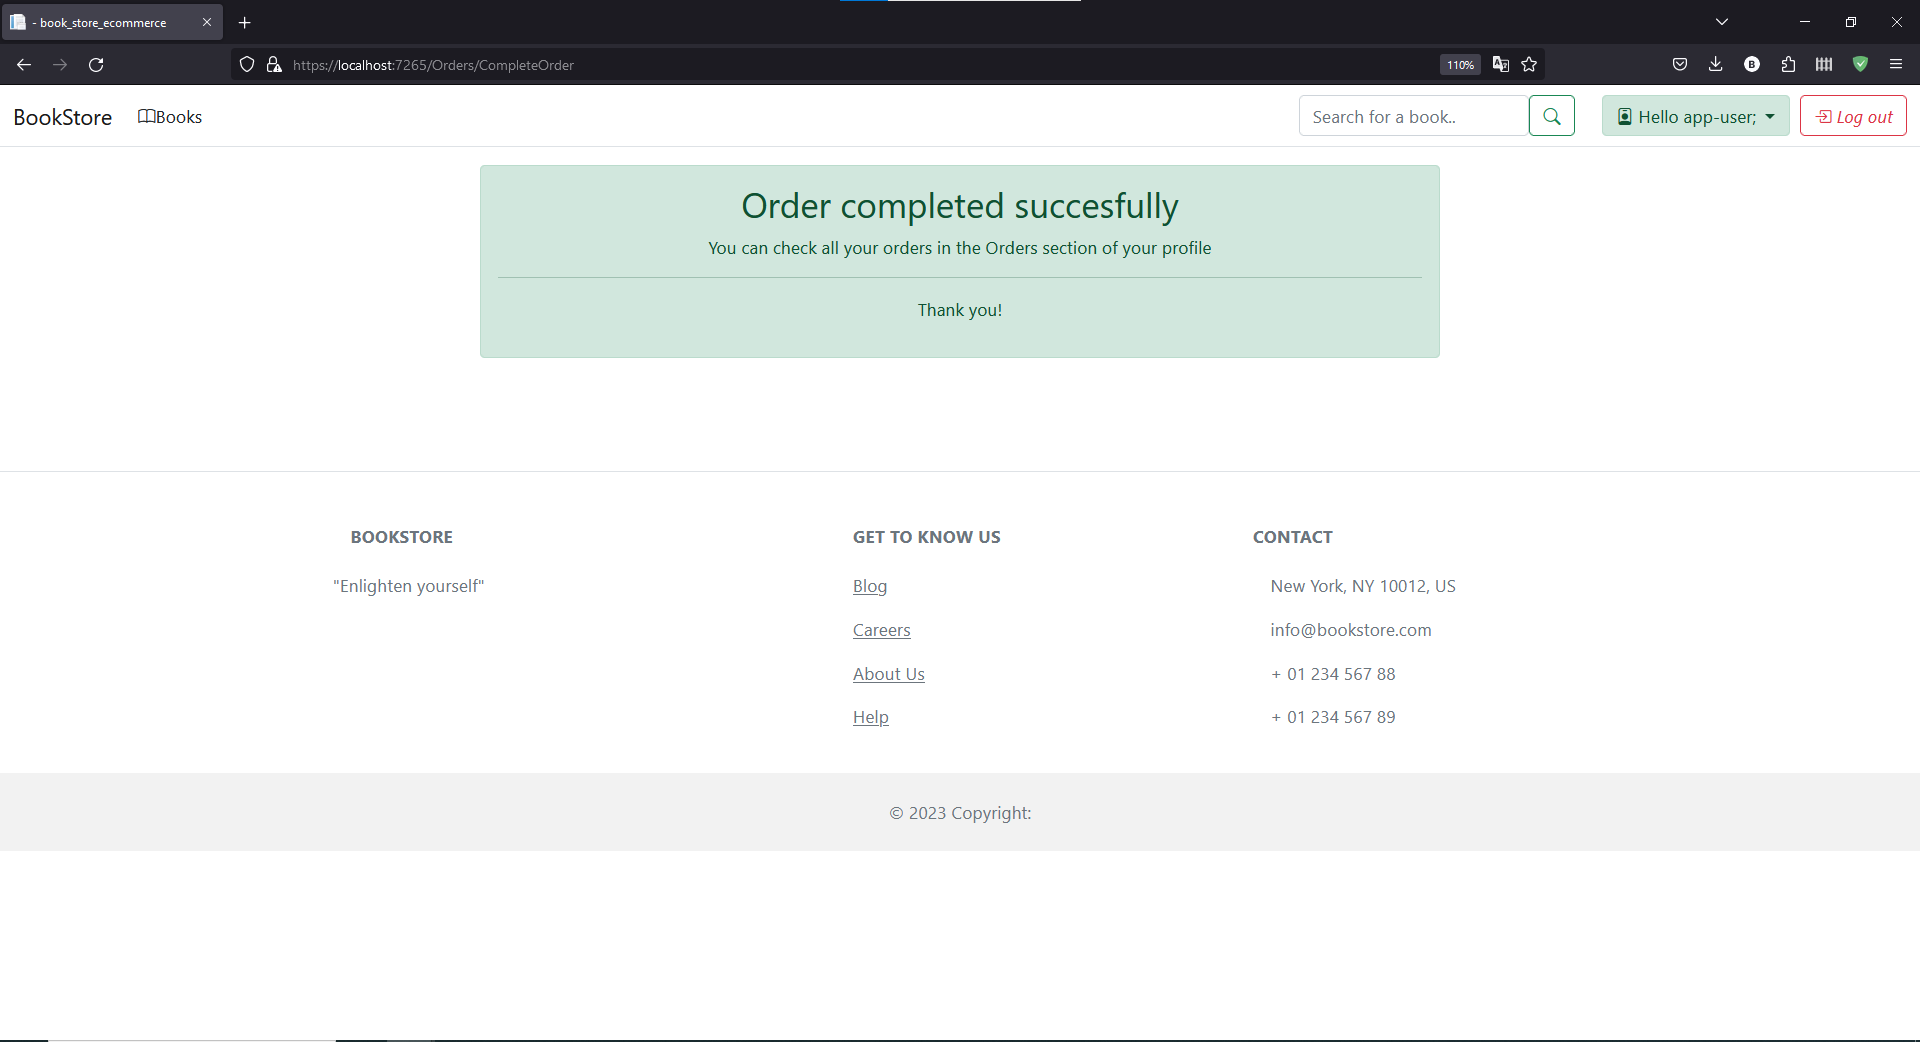 - book_store_ecommerce
https://localhost:7265/Orders/CompleteOrder
110%
BookStore
Books
Search for a book..
Hello app-user;
Log out
Order completed succesfully
You can check all your orders in the Orders section of your profile
Thank you!
BOOKSTORE
"Enlighten yourself"
GET TO KNOW US
Blog
Careers
About Us
Help
CONTACT
New York, NY 10012, US
info@bookstore.com
+ 01 234 567 88
+ 01 234 567 89
© 2023 Copyright: